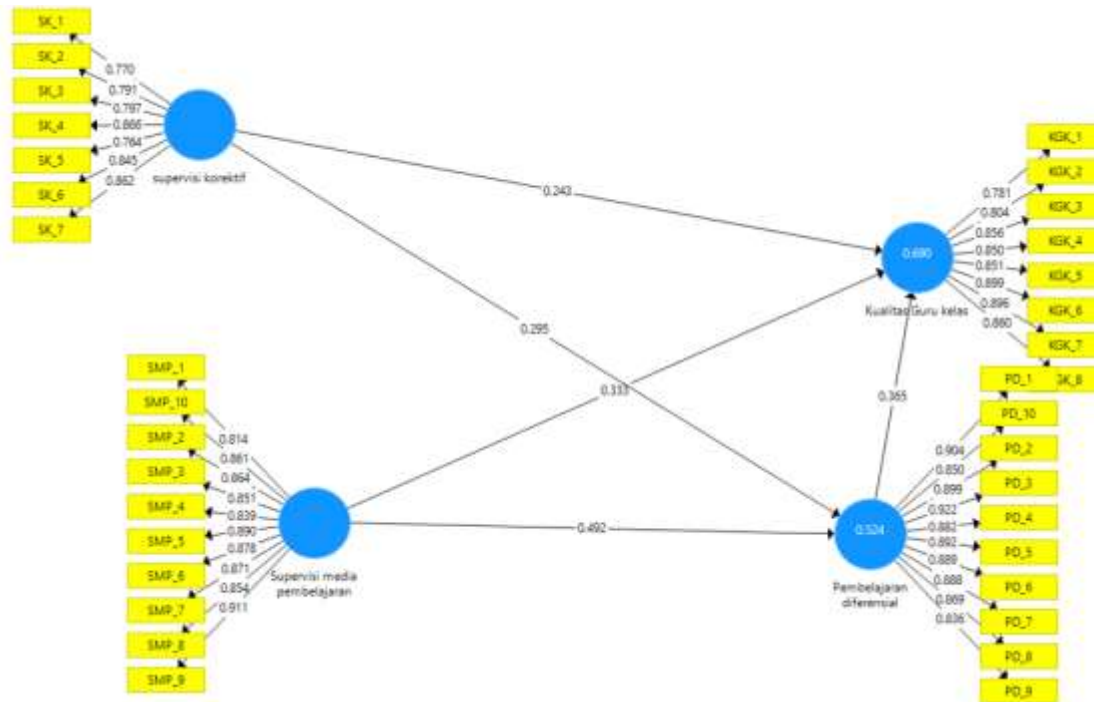 SK_1
SK_2
SK_3
SK_4
SK_5
SK_6
SK_7
0.770
0.791
0.797
0.866
0.764
0.845
0.862
supervisi korektif
0.243
0.295
KGK_1
KGK_2
KGK_3
KGK_4
KGK_5
KGK_6
KGK_7
GK_8
0.781
0.804
0.856
0.850
0.851
0.899
0.896
0.860
0.690
Kualitas Guru kelas
0.333
0.365
SMP_1
SMP_10
SMP_2
SMP_3
SMP_4
SMP_5
SMP_6
SMP_7
SMP_8
SMP_9
0.814
0.861
0.864
0.851
0.839
0.890
0.878
0.871
0.854
0.911
Supervisi media
pembelajaran
0.492
0.524
Pembelajaran
diferensial
PD_1
PD_10
PD_2
PD_3
PD_4
PD_5
PD_6
PD_7
PD_8
PD_9
0.904
0.850
0.899
0.922
0.882
0.892
0.889
0.888
0.869
0.836